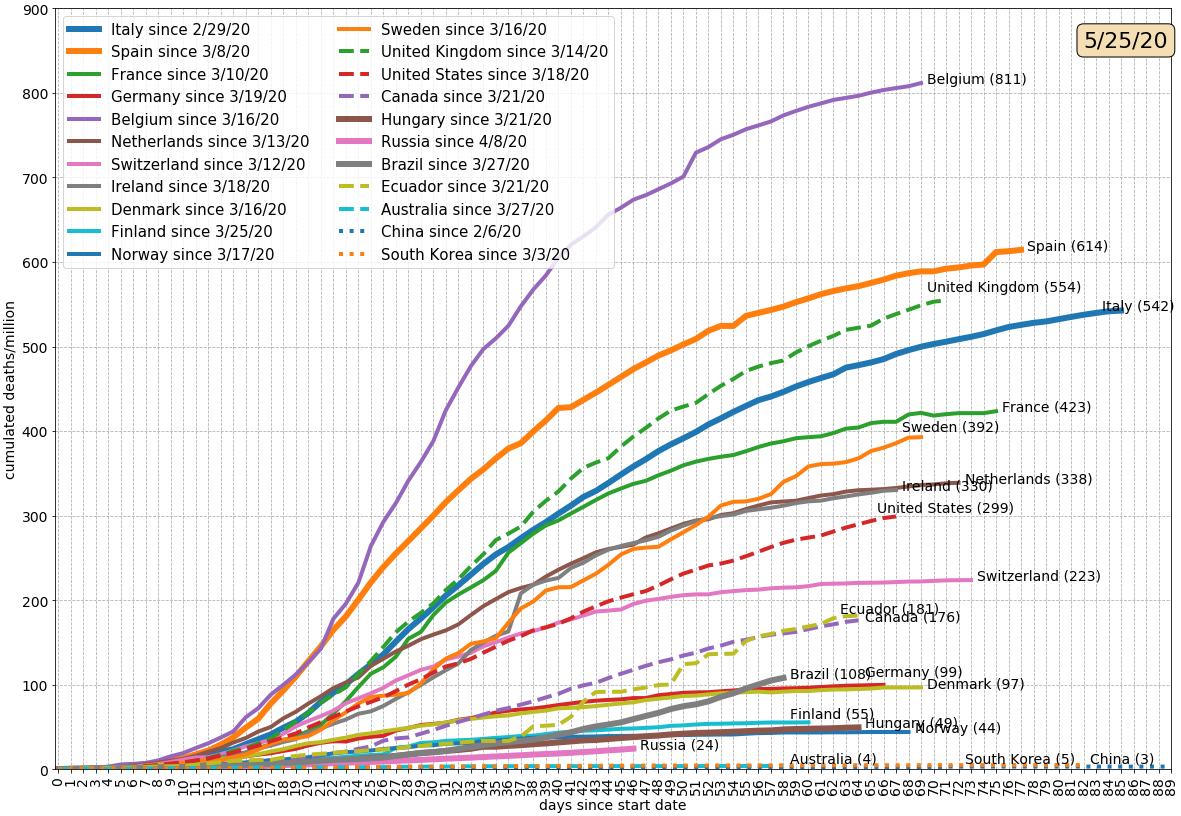 900
800
700
600
500
400
300
200
100
0
cumulated deaths/million
Italy since 2/29/20
Spain since 3/8/20
France since 3/10/20
Germany since 3/19/20
Belgium since 3/16/20
Netherlands since 3/13/20
Switzerland since 3/12/20
Ireland since 3/18/20
Denmark since 3/16/20
Finland since 3/25/20
Norway since 3/17/20
Sweden since 3/16/20
United Kingdom since 3/14/20
United States since 3/18/20
Canada since 3/21/20
Hungary since 3/21/20
Russia since 4/8/20
Brazil since 3/27/20
Ecuador since 3/21/20
Australia since 3/27/20
China since 2/6/20
South Korea since 3/3/20
5/25/20
Belgium (811)
Spain (614)
United Kingdom (554)
Italy (542)
France (423)
Sweden (392)
Netherlands (338)
Ireland (330)
United States (299)
Switzerland (223)
Ecuador (181)
Canada (176)
Brazil (108)
Germany (99)
Denmark (97)
Finland (55)
Hungary (49)
Norway (44)
Russia (24)
Australia (4)
South Korea (5)
China (3)
0 1 2 3 4 5 6 7 8 9 10 11 12 13 14 15 16 17 18 19 20 21 22 23 24 25 26 27 28 29 30 31 32 33 34 35 36 37 38 39 40 41 42 43 44 45 46 47 48 49 50 51 52 53 54 55 56 57 58 59 60 61 62 63 64 65 66 67 68 69 70 71 72 73 74 75 76 77 78 79 80 81 82 83 84 85 86 87 88 89
days since start date